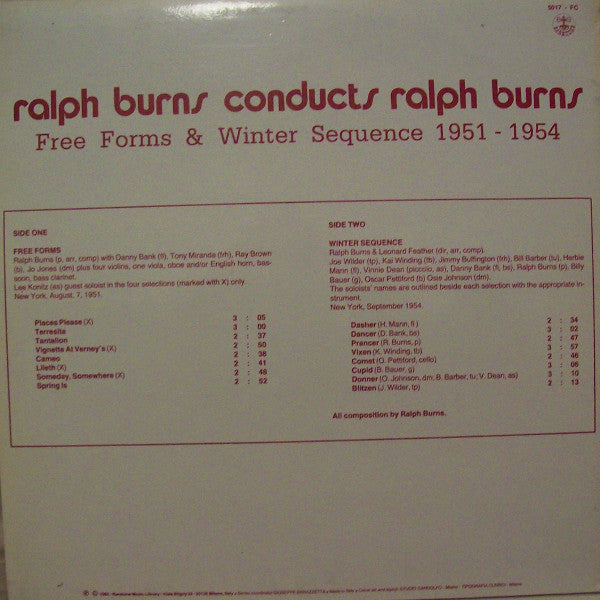 5017 - FC
ralph burns conducts ralph burns
Free Forms & Winter Sequence 1951 - 1954
SIDE ONE
FREE FORMS
Ralph Burns (p, arr, comp) with Danny Bank (fl), Tony Miranda (frh), Ray Brown
(b), Jo Jones (dm) plus four violins, one viola, oboe and/or English horn, bas-
soon, bass clarinet.
Lee Konitz (as) guest soloist in the four selections (marked with X) only.
New York, August, 7, 1951.
Places Please (X) 3 : 05
Terresita 3 : 00
Tantalion 2 : 37
Vignette At Verney's (X) 2 : 50
Cameo 2 : 38
Lileth (X) 2 : 41
Someday, Somewhere (X) 2 : 48
Spring Is 2 : 52
SIDE TWO
WINTER SEQUENCE
Ralph Burns & Leonard Feather (dir, arr, comp).
Joe Wilder (tp), Kai Winding (tb), Jimmy Buffington (frh), Bill Barber (tu), Herbie
Mann (fl), Vinnie Dean (piccolo, as), Danny Bank (fl, bs), Ralph Burns (p), Billy
Bauer (g), Oscar Pettiford (b) Osie Johnson (dm).
The soloists' names are outlined beside each selection with the appropriate in-
strument.
New York, September 1954.
Dasher (H. Mann, fl) 2 : 34
Dancer (D. Bank, bs) 3 : 02
Prancer (R. Burns, p) 2 : 47
Vixen (K. Winding, tb) 3 : 57
Comet (O. Pettiford, cello) 2 : 46
Cupid (B. Bauer, g) 3 : 06
Donner (O. Johnson, dm; B. Barber, tu; V. Dean, as) 3 : 10
Blitzen (J. Wilder, tp) 2 : 13
All composition by Ralph Burns.